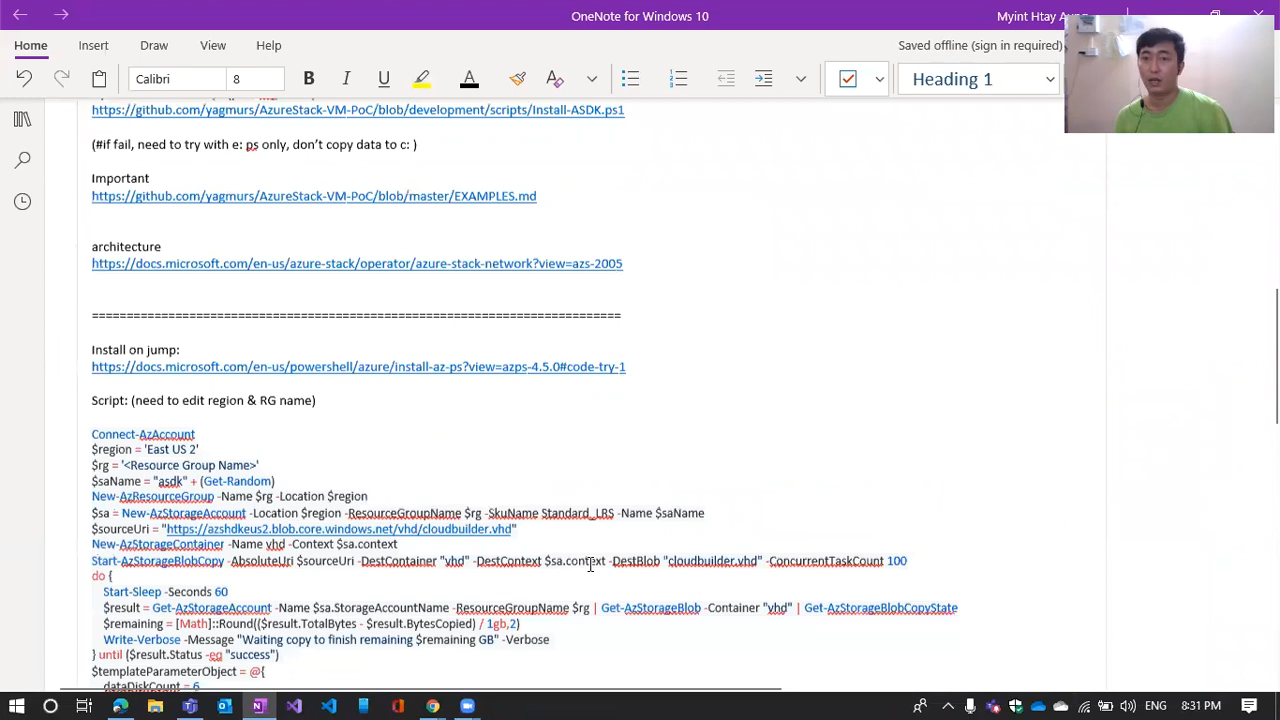 OneNote for Windows 10
Myint Htay Aung
Home
Insert
Draw
View
Help
Saved offline (sign in required)
Calibri
8
B
I
U
A
A
Heading 1
https://github.com/yagmurs/AzureStack-VM-PoC/blob/development/scripts/Install-ASDK.ps1
(#if fail, need to try with e: ps only, don't copy data to c: )
Important
https://github.com/yagmurs/AzureStack-VM-PoC/blob/master/EXAMPLES.md
architecture
https://docs.microsoft.com/en-us/azure-stack/operator/azure-stack-network?view=azs-2005
============================================================================
Install on jump:
https://docs.microsoft.com/en-us/powershell/azure/install-az-ps?view=azps-4.5.0#code-try-1
Script: (need to edit region & RG name)
Connect-AzAccount
$region = 'East US 2'
$rg = '<Resource Group Name>'
$saName = "asdk" + (Get-Random)
New-AzResourceGroup -Name $rg -Location $region
$sa = New-AzStorageAccount -Location $region -ResourceGroupName $rg -SkuName Standard_LRS -Name $saName
$sourceUri = "https://azshdkeus2.blob.core.windows.net/vhd/cloudbuilder.vhd"
New-AzStorageContainer -Name vhd -Context $sa.context
Start-AzStorageBlobCopy -AbsoluteUri $sourceUri -DestContainer "vhd" -DestContext $sa.context -DestBlob "cloudbuilder.vhd" -ConcurrentTaskCount 100
do {
Start-Sleep -Seconds 60
$result = Get-AzStorageAccount -Name $sa.StorageAccountName -ResourceGroupName $rg | Get-AzStorageBlob -Container "vhd" | Get-AzStorageBlobCopyState
$remaining = [Math]::Round(($result.TotalBytes - $result.BytesCopied) / 1gb,2)
Write-Verbose -Message "Waiting copy to finish remaining $remaining GB" -Verbose
} until ($result.Status -eq "success")
$templateParameterObject = @{
dataDiskCount = 6
ENG
8:31 PM